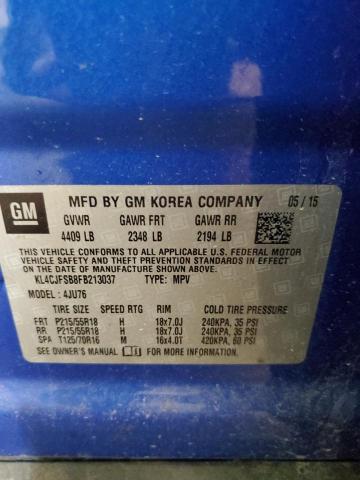 GM
MFD BY GM KOREA COMPANY 05 / 15
GVWR GAWR FRT GAWR RR
4409 LB 2348 LB 2194 LB
THIS VEHICLE CONFORMS TO ALL APPLICABLE U.S. FEDERAL MOTOR
VEHICLE SAFETY AND THEFT PREVENTION STANDARDS IN EFFECT
ON THE DATE OF MANUFACTURE SHOWN ABOVE.
KL4CJFSB8FB213037 TYPE: MPV
MODEL : 4JU76
TIRE SIZE SPEED RTG RIM COLD TIRE PRESSURE
FRT P215/55R18 H 18x7.0J 240KPA, 35 PSI
RR P215/55R18 H 18x7.0J 240KPA, 35 PSI
SPA T125/70R16 M 16x4.0T 420KPA, 60 PSI
SEE OWNER'S MANUAL FOR MORE INFORMATION.